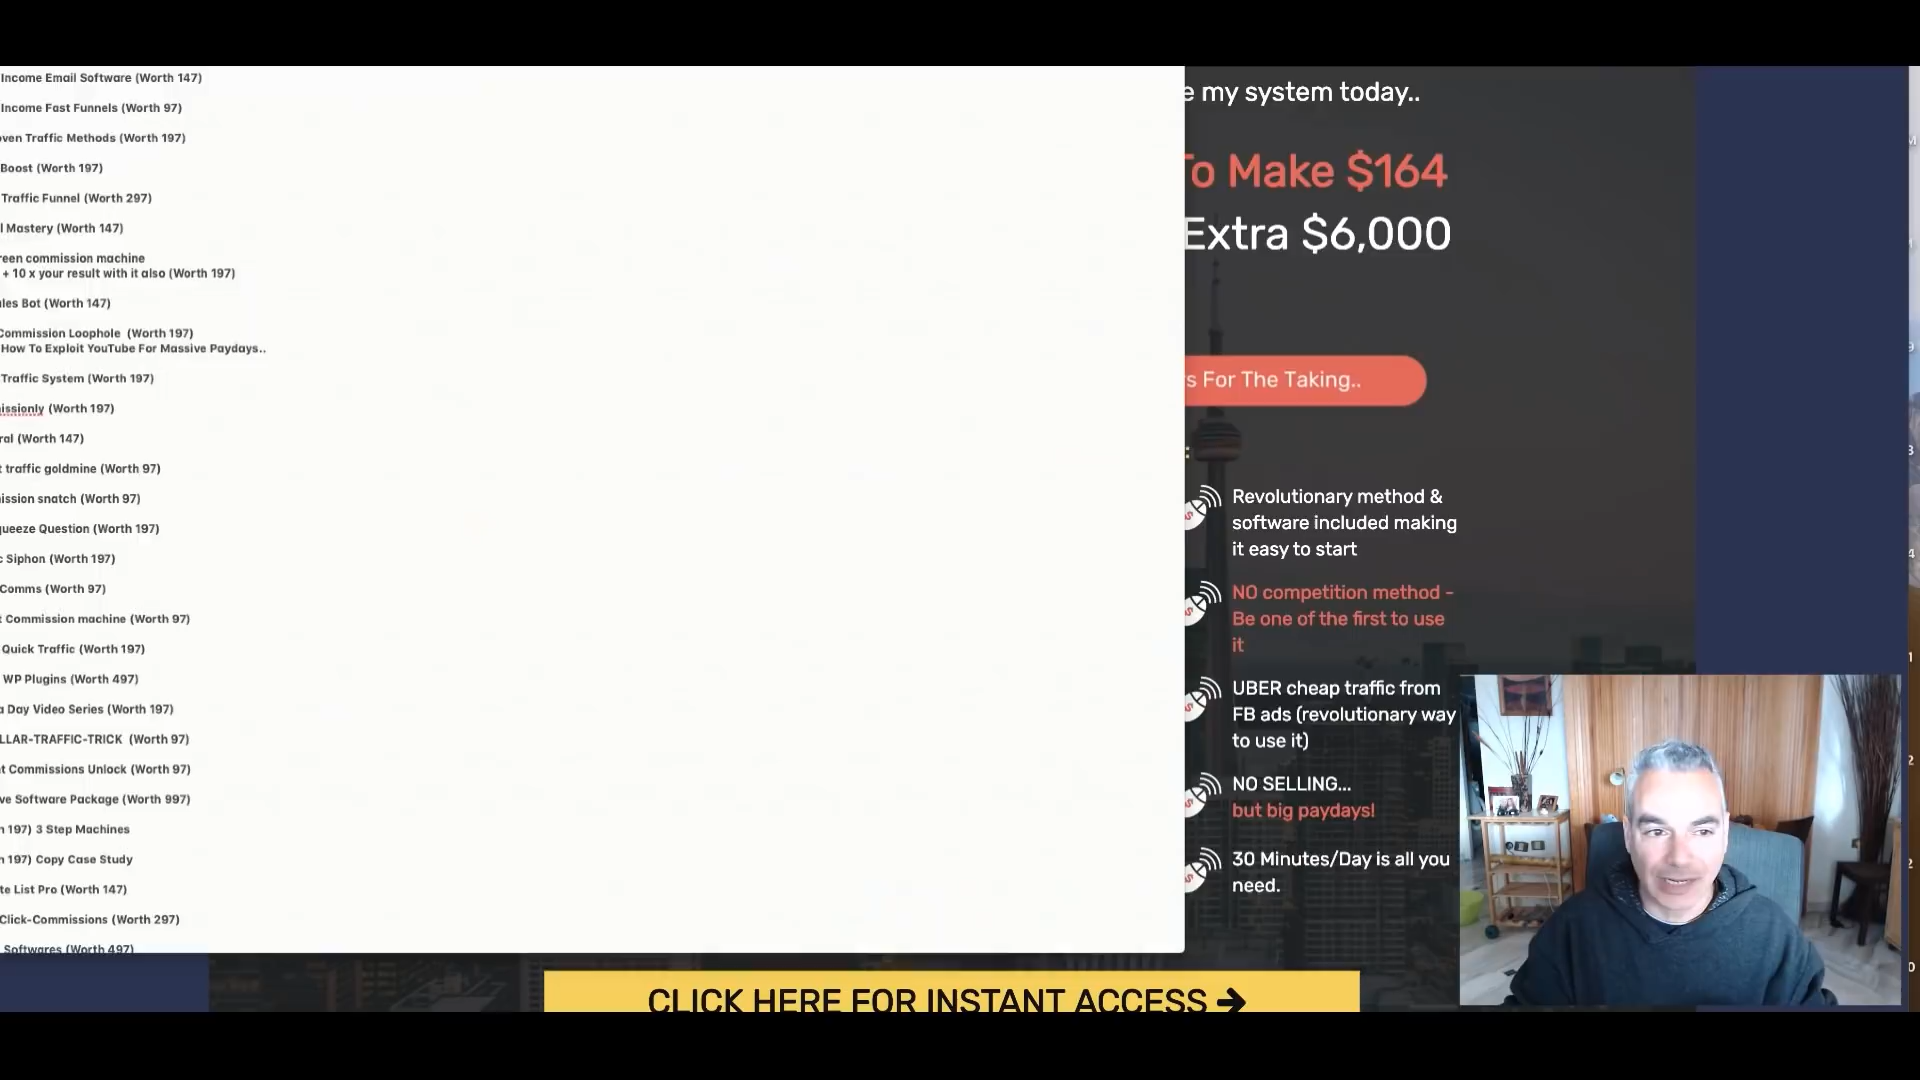 Income Email Software (Worth 147)
Income Fast Funnels (Worth 97)
oven Traffic Methods (Worth 197)
Boost (Worth 197)
Traffic Funnel (Worth 297)
l Mastery (Worth 147)
reen commission machine
+ 10 x your result with it also (Worth 197)
ales Bot (Worth 147)
Commission Loophole (Worth 197)
How To Exploit YouTube For Massive Paydays..
Traffic System (Worth 197)
issionly (Worth 197)
ral (Worth 147)
t traffic goldmine (Worth 97)
ission snatch (Worth 97)
queeze Question (Worth 197)
c Siphon (Worth 197)
Comms (Worth 97)
t Commission machine (Worth 97)
Quick Traffic (Worth 197)
WP Plugins (Worth 497)
a Day Video Series (Worth 197)
LLAR-TRAFFIC-TRICK (Worth 97)
t Commissions Unlock (Worth 97)
ve Software Package (Worth 997)
h 197) 3 Step Machines
h 197) Copy Case Study
te List Pro (Worth 147)
Click-Commissions (Worth 297)
Softwares (Worth 497)
e my system today..
To Make $164
Extra $6,000
s For The Taking..
:
Revolutionary method &
software included making
it easy to start
NO competition method -
Be one of the first to use
it
UBER cheap traffic from
FB ads (revolutionary way
to use it)
NO SELLING...
but big paydays!
30 Minutes/Day is all you
need.
CLICK HERE FOR INSTANT ACCESS →